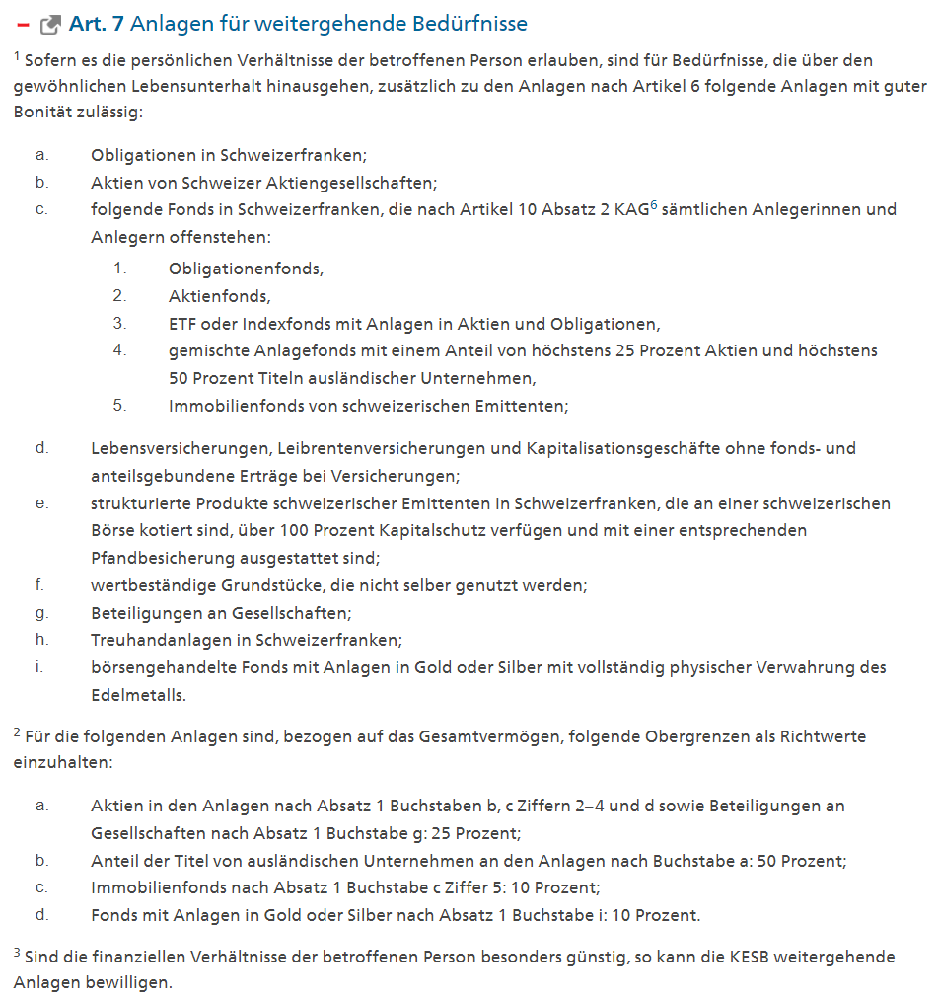 Art. 7 Anlagen für weitergehende Bedürfnisse
1 Sofern es die persönlichen Verhältnisse der betroffenen Person erlauben, sind für Bedürfnisse, die über den
gewöhnlichen Lebensunterhalt hinausgehen, zusätzlich zu den Anlagen nach Artikel 6 folgende Anlagen mit guter
Bonität zulässig:
a. Obligationen in Schweizerfranken;
b. Aktien von Schweizer Aktiengesellschaften;
c. folgende Fonds in Schweizerfranken, die nach Artikel 10 Absatz 2 KAG6 sämtlichen Anlegerinnen und
Anlegern offenstehen:
1. Obligationenfonds,
2. Aktienfonds,
3. ETF oder Indexfonds mit Anlagen in Aktien und Obligationen,
4. gemischte Anlagefonds mit einem Anteil von höchstens 25 Prozent Aktien und höchstens
50 Prozent Titeln ausländischer Unternehmen,
5. Immobilienfonds von schweizerischen Emittenten;
d. Lebensversicherungen, Leibrentenversicherungen und Kapitalisationsgeschäfte ohne fonds- und
anteilsgebundene Erträge bei Versicherungen;
e. strukturierte Produkte schweizerischer Emittenten in Schweizerfranken, die an einer schweizerischen
Börse kotiert sind, über 100 Prozent Kapitalschutz verfügen und mit einer entsprechenden
Pfandbesicherung ausgestattet sind;
f. wertbeständige Grundstücke, die nicht selber genutzt werden;
g. Beteiligungen an Gesellschaften;
h. Treuhandanlagen in Schweizerfranken;
i. börsengehandelte Fonds mit Anlagen in Gold oder Silber mit vollständig physischer Verwahrung des
Edelmetalls.
2 Für die folgenden Anlagen sind, bezogen auf das Gesamtvermögen, folgende Obergrenzen als Richtwerte
einzuhalten:
a. Aktien in den Anlagen nach Absatz 1 Buchstaben b, c Ziffern 2–4 und d sowie Beteiligungen an
Gesellschaften nach Absatz 1 Buchstabe g: 25 Prozent;
b. Anteil der Titel von ausländischen Unternehmen an den Anlagen nach Buchstabe a: 50 Prozent;
c. Immobilienfonds nach Absatz 1 Buchstabe c Ziffer 5: 10 Prozent;
d. Fonds mit Anlagen in Gold oder Silber nach Absatz 1 Buchstabe i: 10 Prozent.
3 Sind die finanziellen Verhältnisse der betroffenen Person besonders günstig, so kann die KESB weitergehende
Anlagen bewilligen.